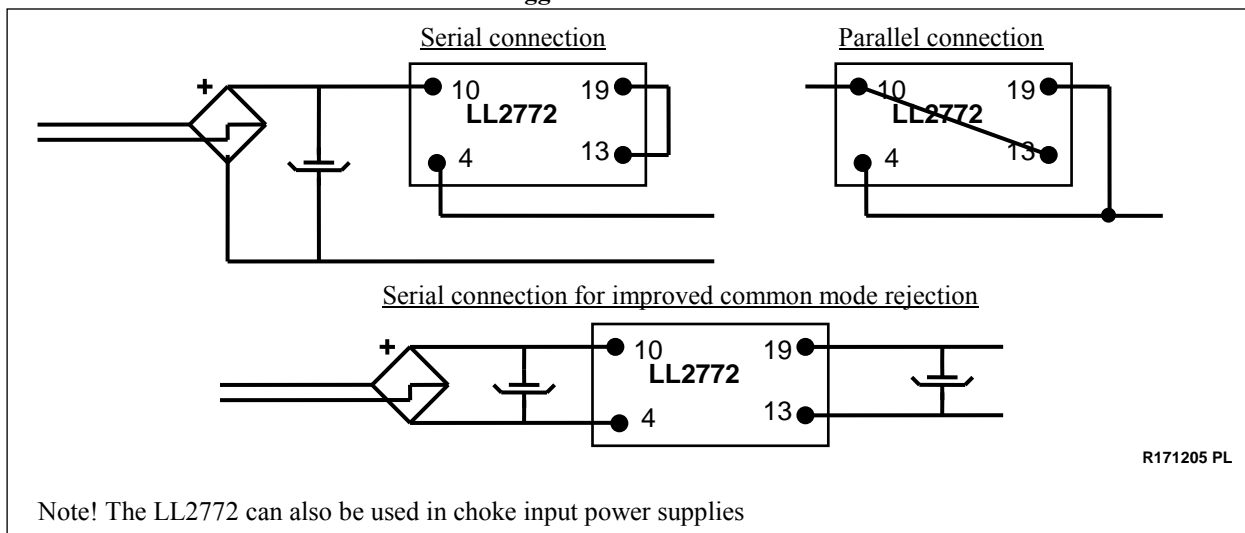 Serial connection
Parallel connection
+
10
19
LL2772
4
13
10
19
LL2772
4
13
Serial connection for improved common mode rejection
+
10
19
LL2772
4
13
R171205 PL
Note! The LL2772 can also be used in choke input power supplies